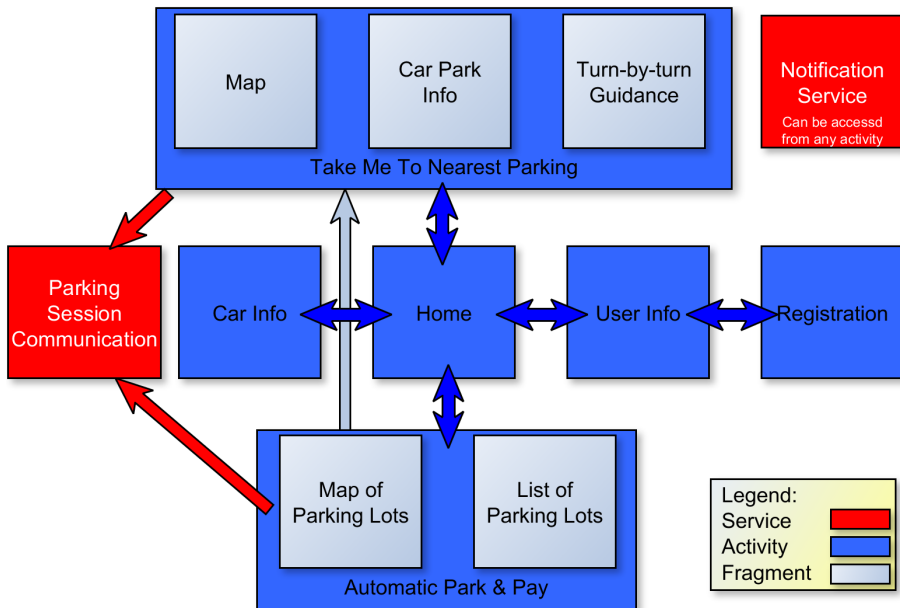 Map
Car Park
Info
Turn-by-turn
Guidance
Take Me To Nearest Parking
Notification
Service
Can be accessd
from any activity
Parking
Session
Communication
Car Info
Home
User Info
Registration
Map of
Parking Lots
List of
Parking Lots
Automatic Park & Pay
Legend:
Service
Activity
Fragment